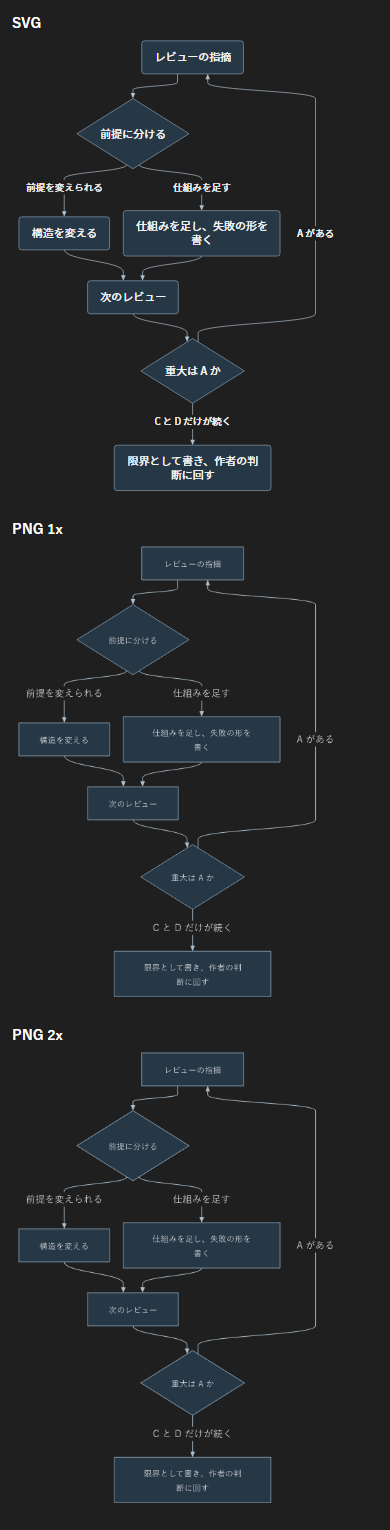 SVG
レビューの指摘
前提に分ける
前提を変えられる
仕組みを足す
構造を変える
仕組みを足し、失敗の形を
書く
A がある
次のレビュー
重大は A か
C と D だけが続く
限界として書き、作者の判
断に回す
PNG 1x
レビューの指摘
前提に分ける
前提を変えられる
仕組みを足す
構造を変える
仕組みを足し、失敗の形を
書く
A がある
次のレビュー
重大は A か
C と D だけが続く
限界として書き、作者の判
断に回す
PNG 2x
レビューの指摘
前提に分ける
前提を変えられる
仕組みを足す
構造を変える
仕組みを足し、失敗の形を
書く
A がある
次のレビュー
重大は A か
C と D だけが続く
限界として書き、作者の判
断に回す